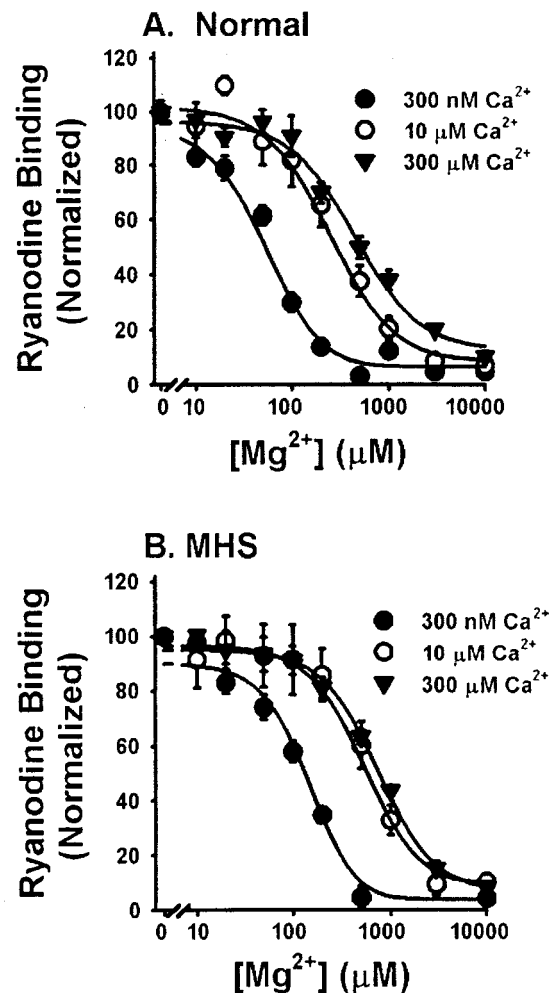 A. Normal
120
100
80
60
40
20
0
Ryanodine Binding
(Normalized)
300 nM Ca²⁺
10 μM Ca²⁺
300 μM Ca²⁺
0 10 100 1000 10000
[Mg²⁺] (μM)
B. MHS
120
100
80
60
40
20
0
Ryanodine Binding
(Normalized)
300 nM Ca²⁺
10 μM Ca²⁺
300 μM Ca²⁺
0 10 100 1000 10000
[Mg²⁺] (μM)